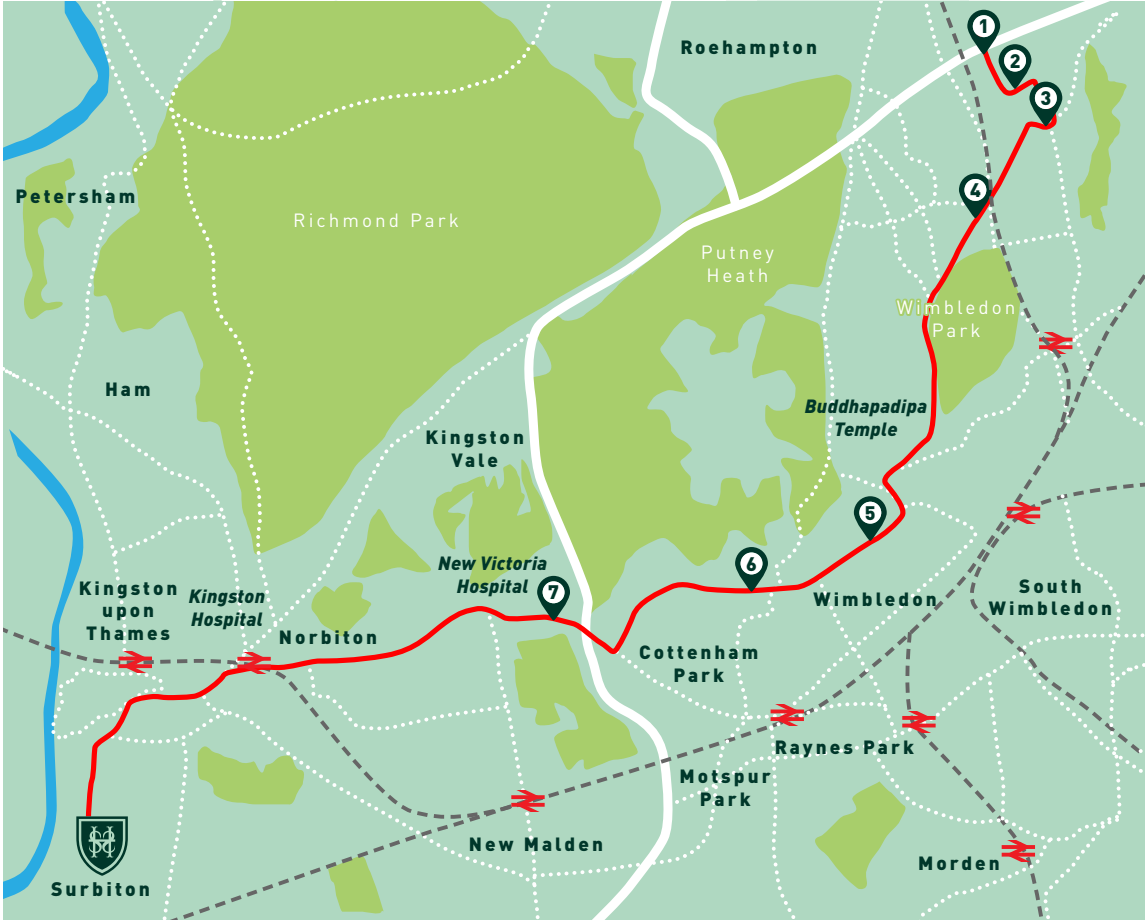 1
Roehampton
2
3
Petersham
4
Richmond Park
Putney
Heath
Wimbledon
Park
Ham
Buddhapadipa
Temple
Kingston
Vale
5
New Victoria
Hospital
6
Kingston
upon
Thames
Kingston
Hospital
7
South
Wimbledon
Wimbledon
Norbiton
Cottenham
Park
Raynes Park
Motspur
Park
New Malden
Morden
Surbiton